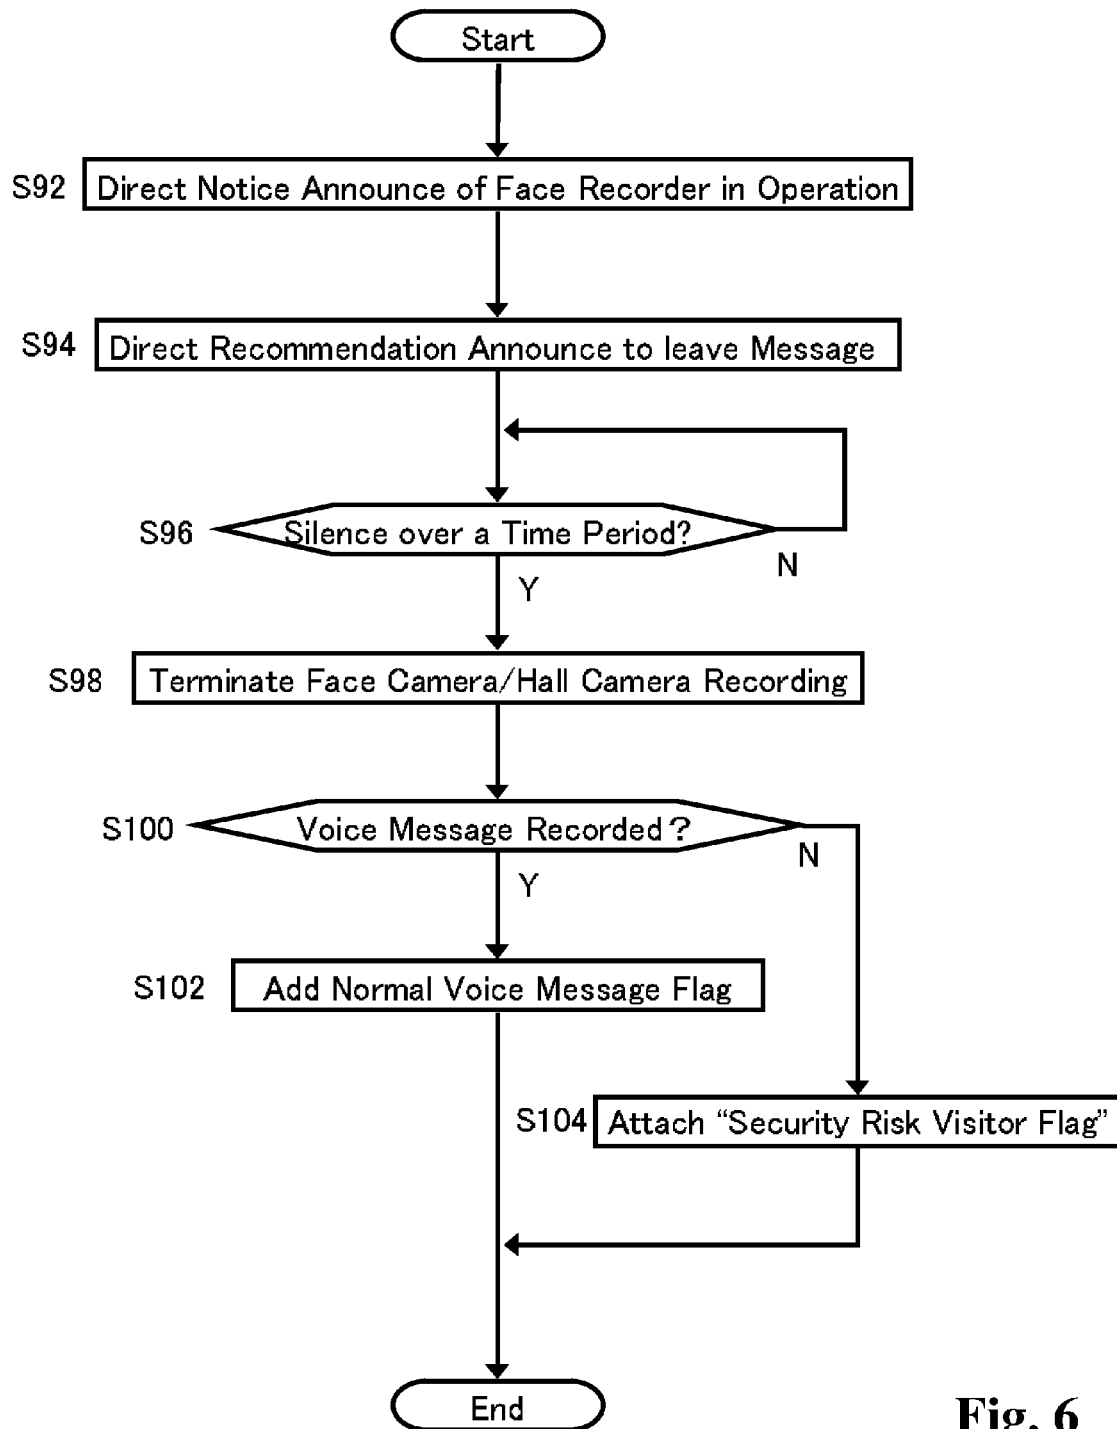 Start
S92 Direct Notice Announce of Face Recorder in Operation
S94 Direct Recommendation Announce to leave Message
S96 Silence over a Time Period?
N
Y
S98 Terminate Face Camera/Hall Camera Recording
S100 Voice Message Recorded?
N
Y
S102 Add Normal Voice Message Flag
S104 Attach “Security Risk Visitor Flag”
End
Fig. 6